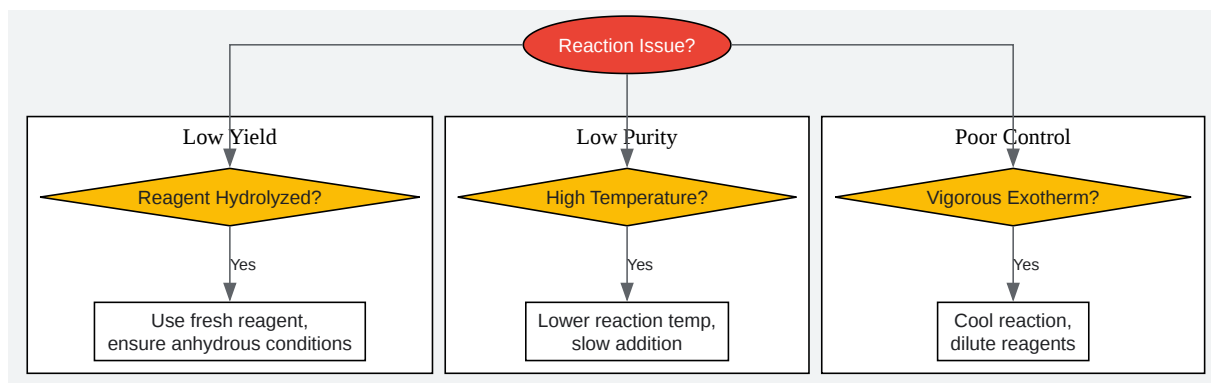 Reaction Issue?
Low Yield
Reagent Hydrolyzed?
Yes
Use fresh reagent,
ensure anhydrous conditions
Low Purity
High Temperature?
Yes
Lower reaction temp,
slow addition
Poor Control
Vigorous Exotherm?
Yes
Cool reaction,
dilute reagents